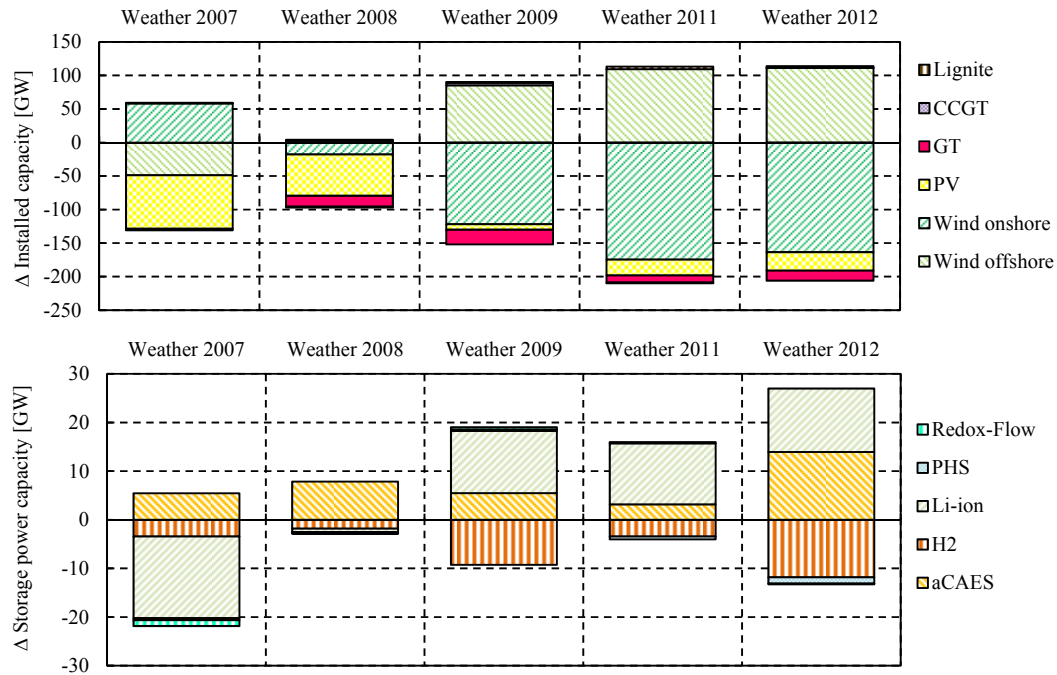 Weather 2007 Weather 2008 Weather 2009 Weather 2011 Weather 2012
Δ Installed capacity [GW]
150
100
50
0
-50
-100
-150
-200
-250
Lignite
CCGT
GT
PV
Wind onshore
Wind offshore
Weather 2007 Weather 2008 Weather 2009 Weather 2011 Weather 2012
Δ Storage power capacity [GW]
30
20
10
0
-10
-20
-30
Redox-Flow
PHS
Li-ion
H2
aCAES